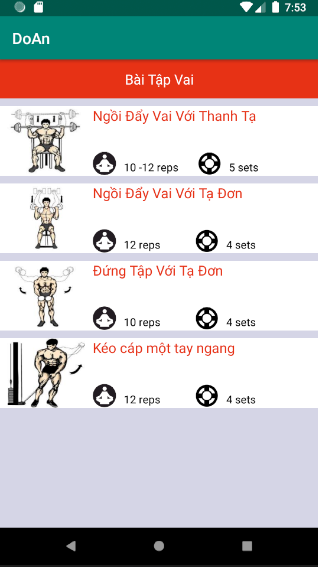 7:53
DoAn
Bài Tập Vai
Ngồi Đẩy Vai Với Thanh Tạ
10 -12 reps 5 sets
Ngồi Đẩy Vai Với Tạ Đơn
12 reps 4 sets
Đứng Tập Với Tạ Đơn
10 reps 4 sets
Kéo cáp một tay ngang
12 reps 4 sets